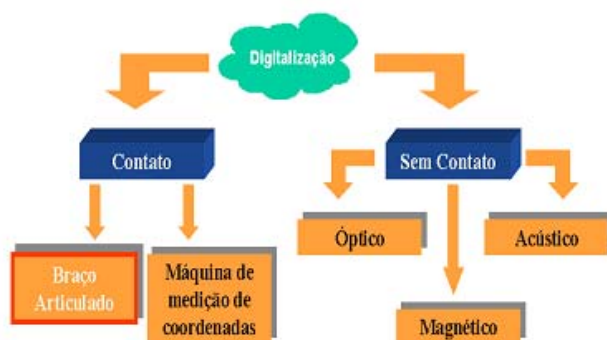 Digitalização
Contato
Sem Contato
Braço
Articulado
Máquina de
medição de
coordenadas
Óptico
Acústico
Magnético